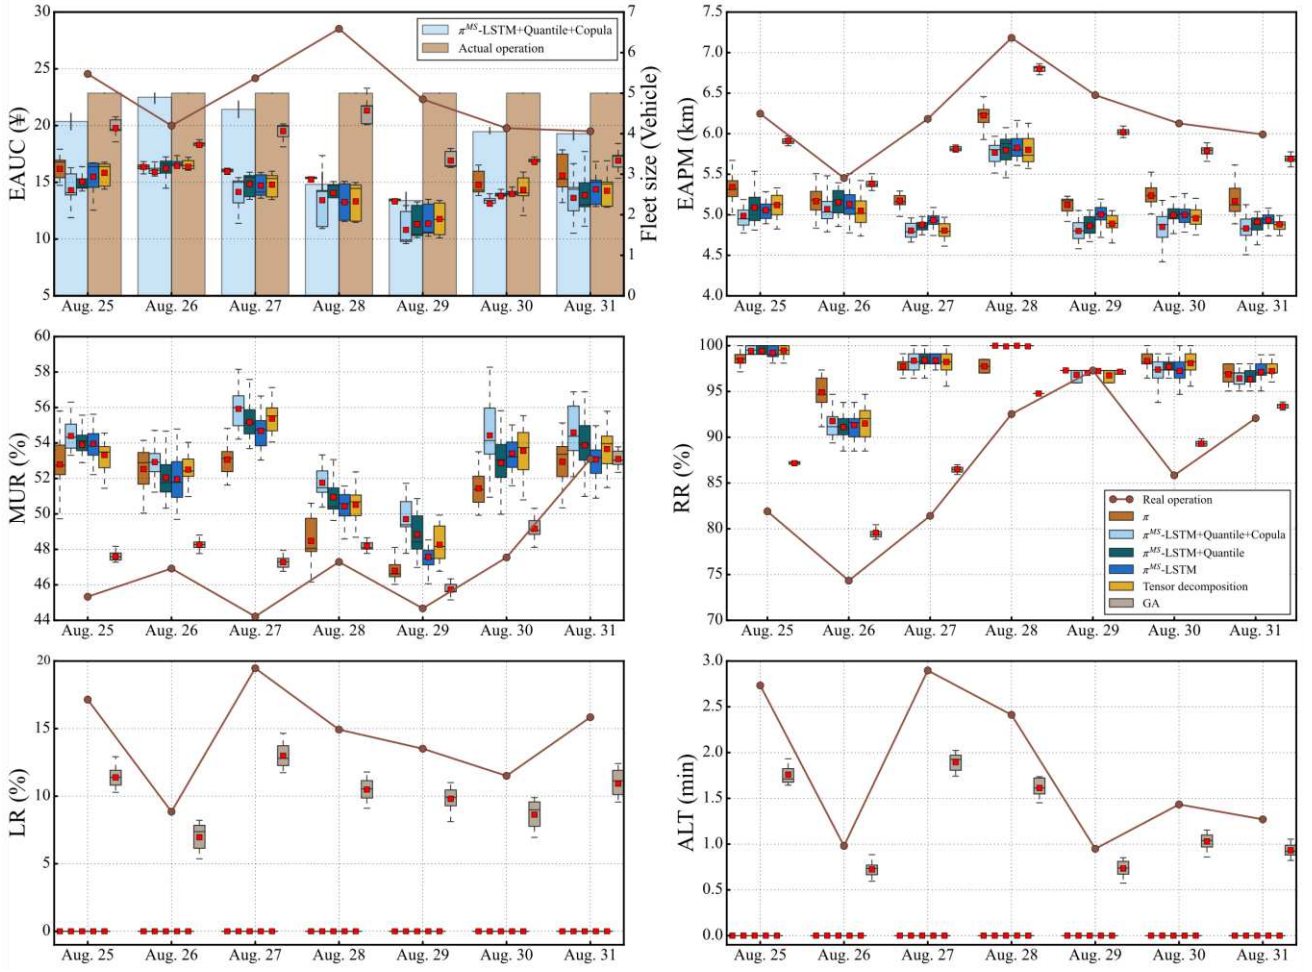 30
25
20
15
10
5
EAUC (¥)
7
6
5
4
3
2
1
0
Fleet size (Vehicle)
π^MS-LSTM+Quantile+Copula
Actual operation
Aug. 25 Aug. 26 Aug. 27 Aug. 28 Aug. 29 Aug. 30 Aug. 31
7.5
7.0
6.5
6.0
5.5
5.0
4.5
4.0
EAPM (km)
Aug. 25 Aug. 26 Aug. 27 Aug. 28 Aug. 29 Aug. 30 Aug. 31
60
58
56
54
52
50
48
46
44
MUR (%)
Aug. 25 Aug. 26 Aug. 27 Aug. 28 Aug. 29 Aug. 30 Aug. 31
100
95
90
85
80
75
70
RR (%)
Real operation
π
π^MS-LSTM+Quantile+Copula
π^MS-LSTM+Quantile
π^MS-LSTM
Tensor decomposition
GA
Aug. 25 Aug. 26 Aug. 27 Aug. 28 Aug. 29 Aug. 30 Aug. 31
20
15
10
5
0
LR (%)
Aug. 25 Aug. 26 Aug. 27 Aug. 28 Aug. 29 Aug. 30 Aug. 31
3.0
2.5
2.0
1.5
1.0
0.5
0.0
ALT (min)
Aug. 25 Aug. 26 Aug. 27 Aug. 28 Aug. 29 Aug. 30 Aug. 31